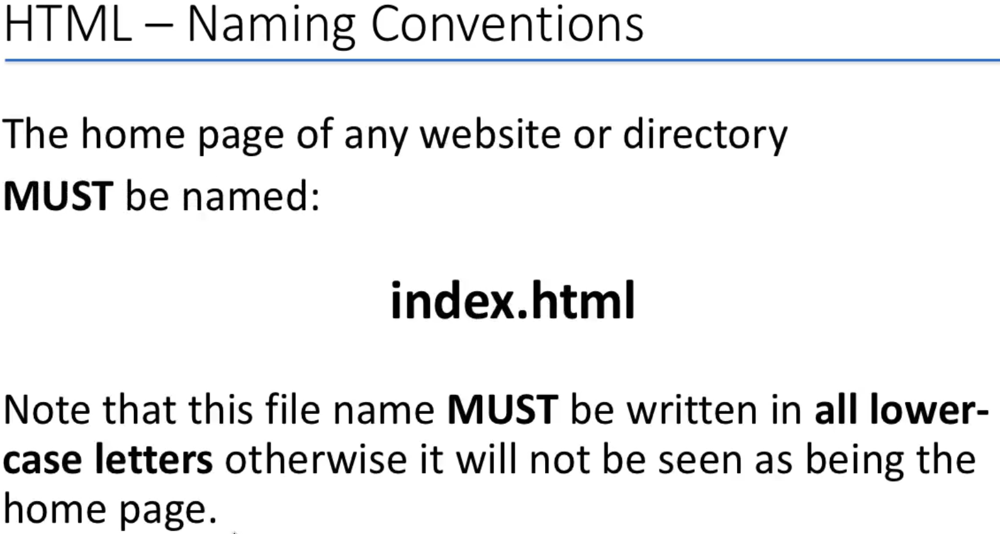 HTML – Naming Conventions
The home page of any website or directory
MUST be named:
index.html
Note that this file name MUST be written in all lower-
case letters otherwise it will not be seen as being the
home page.